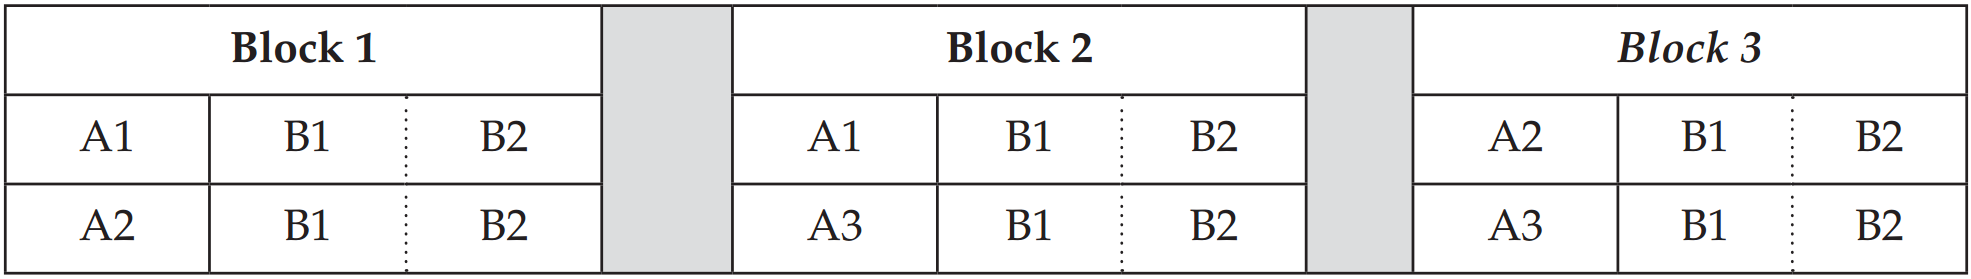 Block 1 Block 2 Block 3
A1 B1 B2 A1 B1 B2 A2 B1 B2
A2 B1 B2 A3 B1 B2 A3 B1 B2